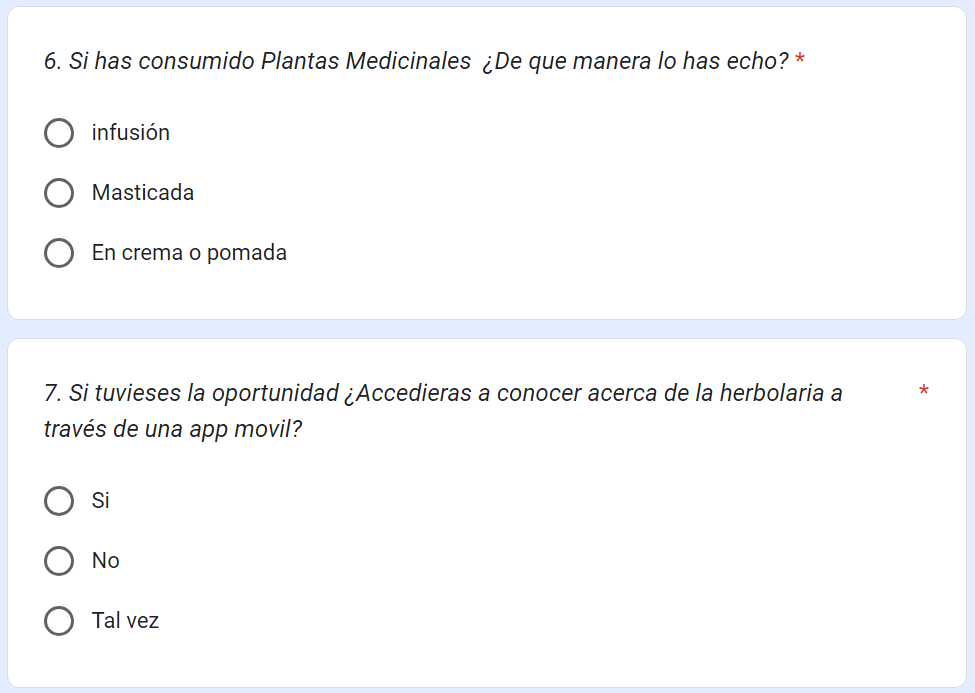 6. Si has consumido Plantas Medicinales ¿De que manera lo has echo? *
infusión
Masticada
En crema o pomada
7. Si tuvieses la oportunidad ¿Accedieras a conocer acerca de la herbolaria a *
través de una app movil?
Si
No
Tal vez